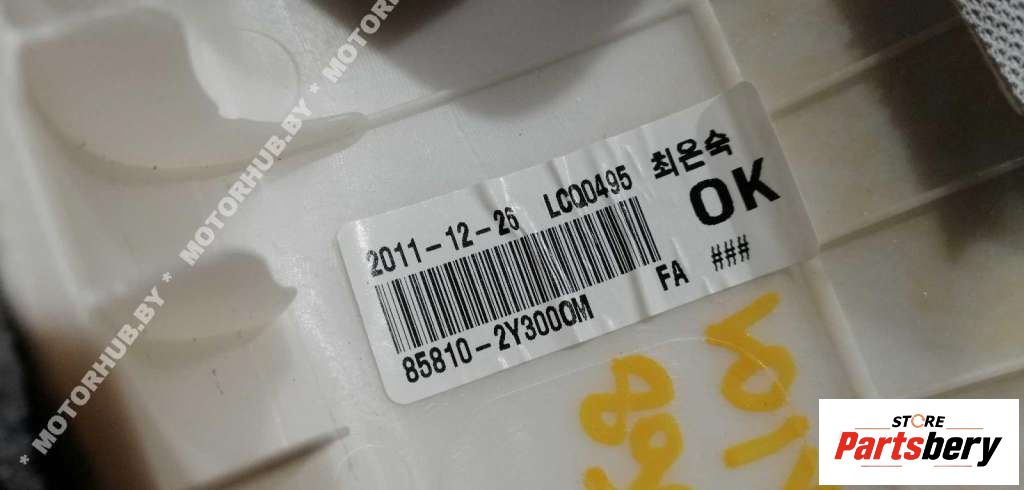 * MOTORHUB.BY * MOTORHUB.BY * MOTORHUB.BY
2011-12-26 LCQ0495 최은숙
OK
85810-2Y3000M FA ###
STORE
Partsbery